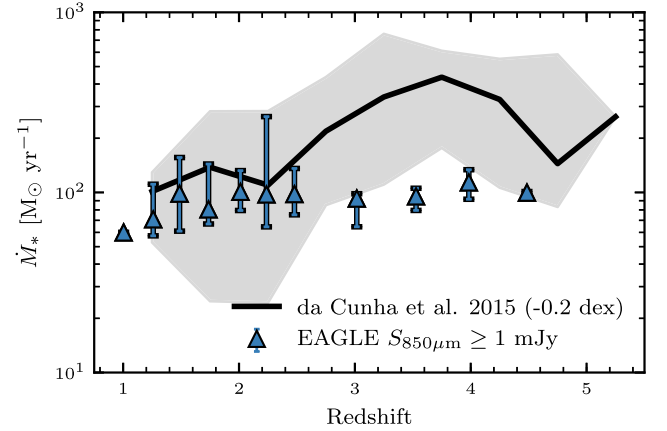 10³
10²
10¹
Ṁ* [M⊙ yr⁻¹]
da Cunha et al. 2015 (-0.2 dex)
EAGLE S₈₅₀μm ≥ 1 mJy
1 2 3 4 5
Redshift